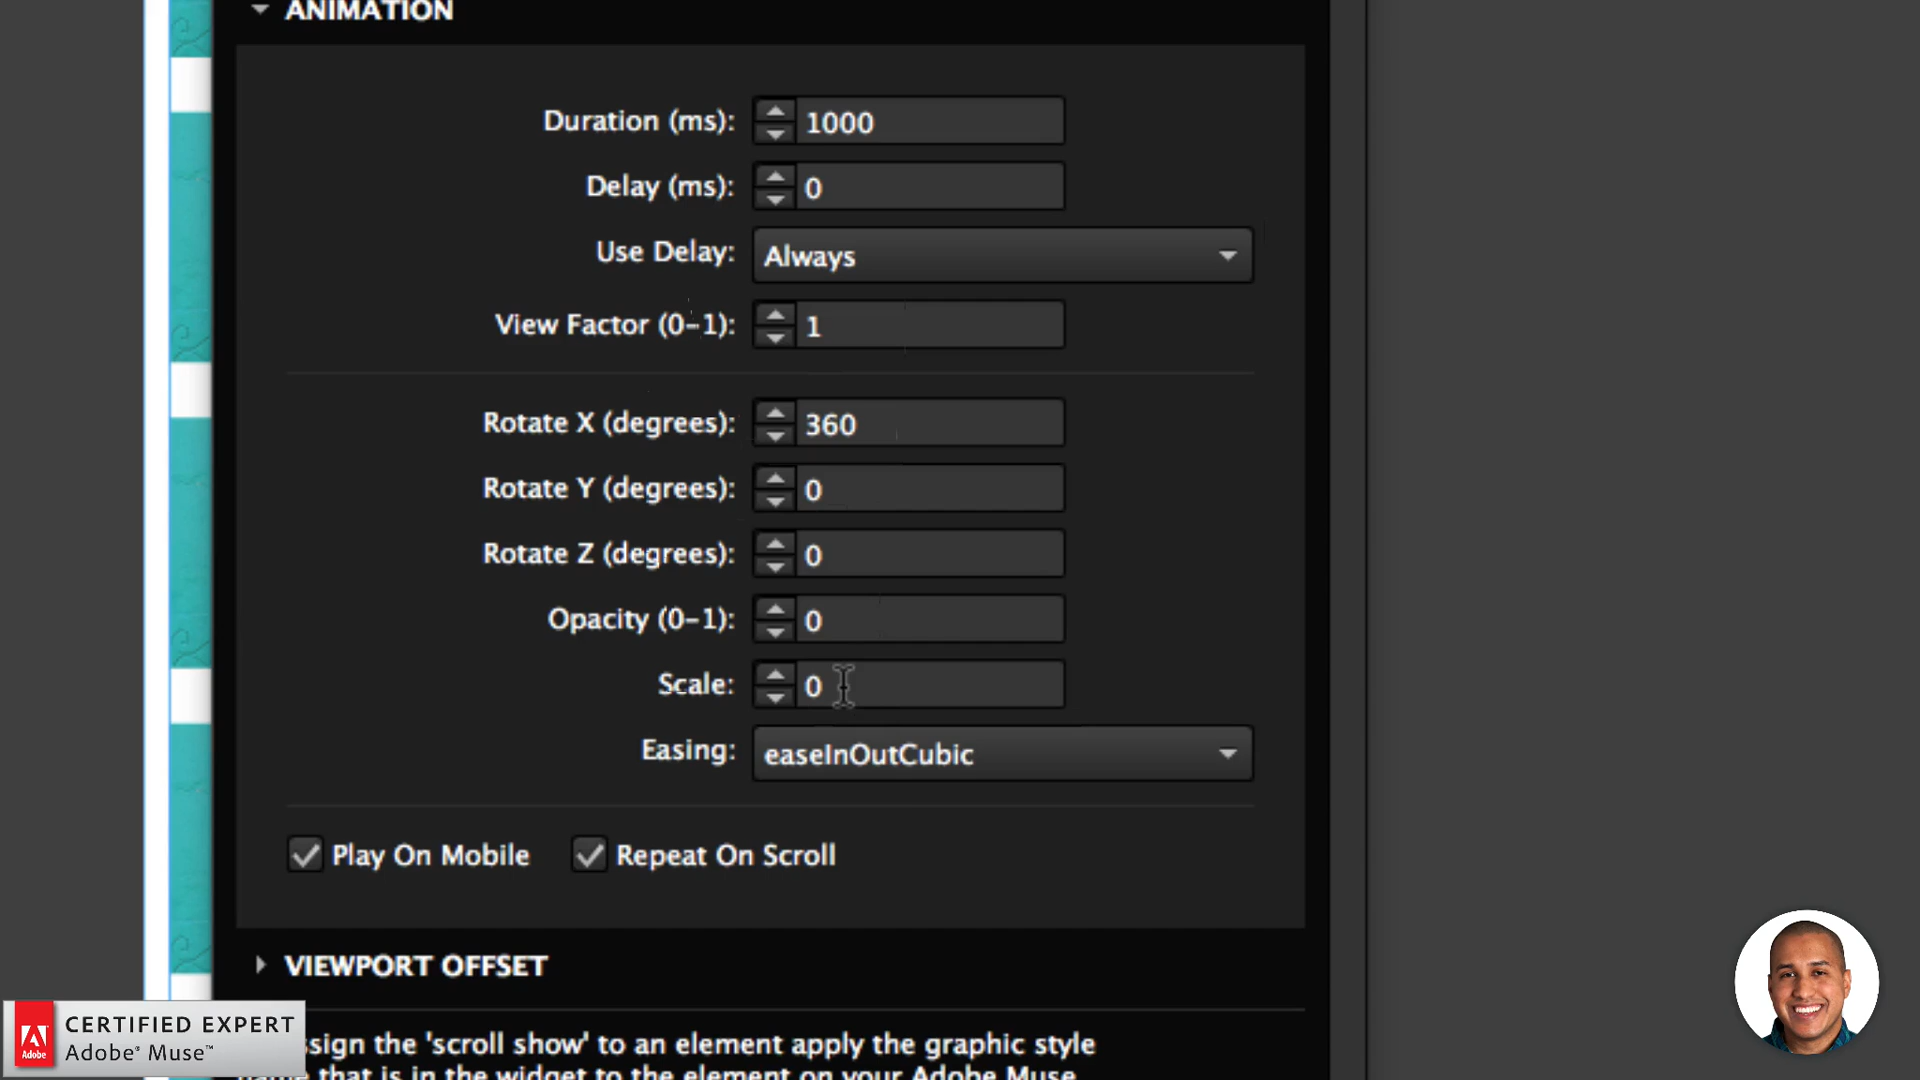 ANIMATION
Duration (ms): 1000
Delay (ms): 0
Use Delay: Always
View Factor (0-1): 1
Rotate X (degrees): 360
Rotate Y (degrees): 0
Rotate Z (degrees): 0
Opacity (0-1): 0
Scale: 0
Easing: easeInOutCubic
Play On Mobile Repeat On Scroll
VIEWPORT OFFSET
the 'scroll show' to an element apply the graphic style
that is in the widget to the element on your Adobe Muse
CERTIFIED EXPERT
Adobe® Muse™
Adobe